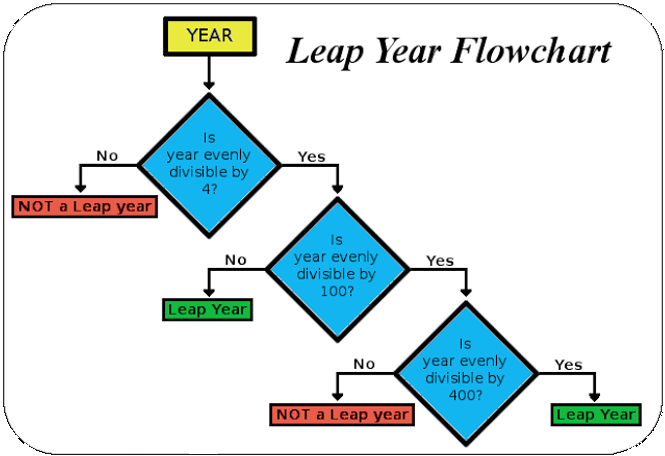 YEAR
Leap Year Flowchart
Is
year evenly
divisible by
4?
No
Yes
NOT a Leap year
Is
year evenly
divisible by
100?
No
Yes
Leap Year
Is
year evenly
divisible by
400?
No
Yes
NOT a Leap year
Leap Year